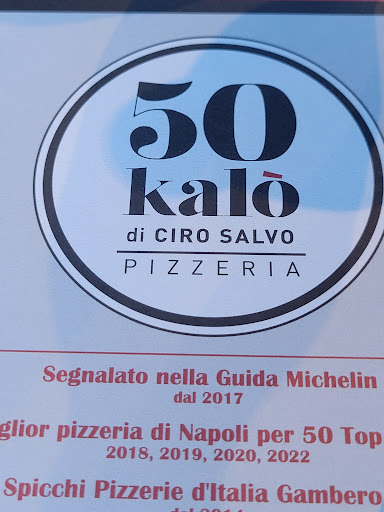 50
kalò
di CIRO SALVO
PIZZERIA
Segnalato nella Guida Michelin
dal 2017
glior pizzeria di Napoli per 50 Top
2018, 2019, 2020, 2022
Spicchi Pizzerie d'Italia Gambero